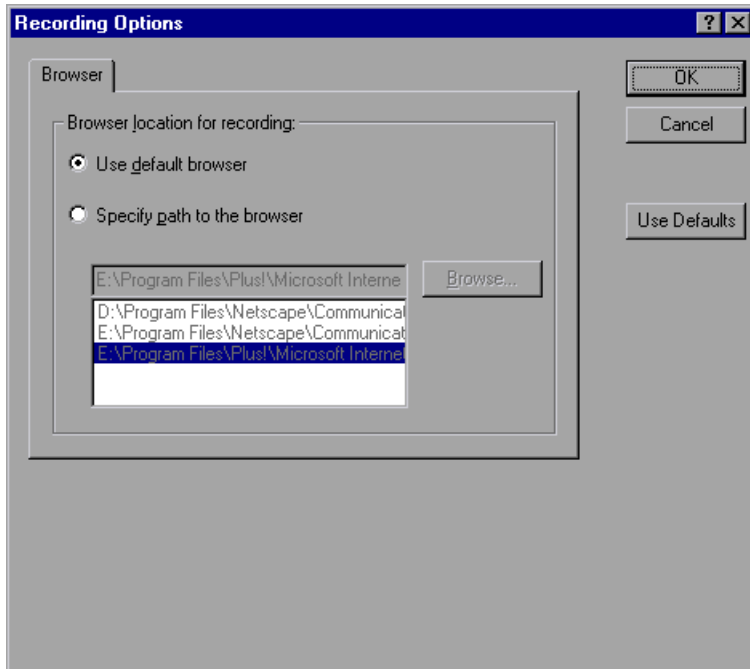 Recording Options
Browser
Browser location for recording:
Use default browser
Specify path to the browser
E:\Program Files\Plus!\Microsoft Interne
Browse...
D:\Program Files\Netscape\Communicat
E:\Program Files\Netscape\Communicat
E:\Program Files\Plus!\Microsoft Internet
OK
Cancel
Use Defaults